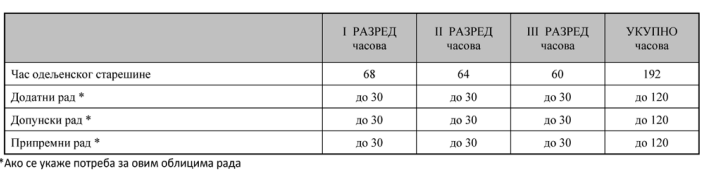 I РАЗРЕД часова II РАЗРЕД часова III РАЗРЕД часова УКУПНО часова
Час одељенског старешине 68 64 60 192
Додатни рад * до 30 до 30 до 30 до 120
Допунски рад * до 30 до 30 до 30 до 120
Припремни рад * до 30 до 30 до 30 до 120
*Ако се укаже потреба за овим облицима рада